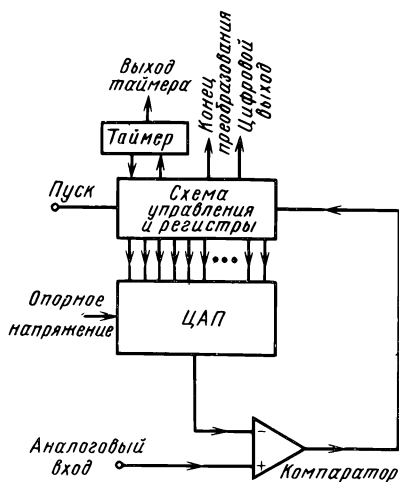 Выход
таймера
Таймер
Конец
преобразования
Цифровой
выход
Пуск
Схема
управления
и регистры
Опорное
напряжение
ЦАП
−
+
Аналоговый
вход
Компаратор